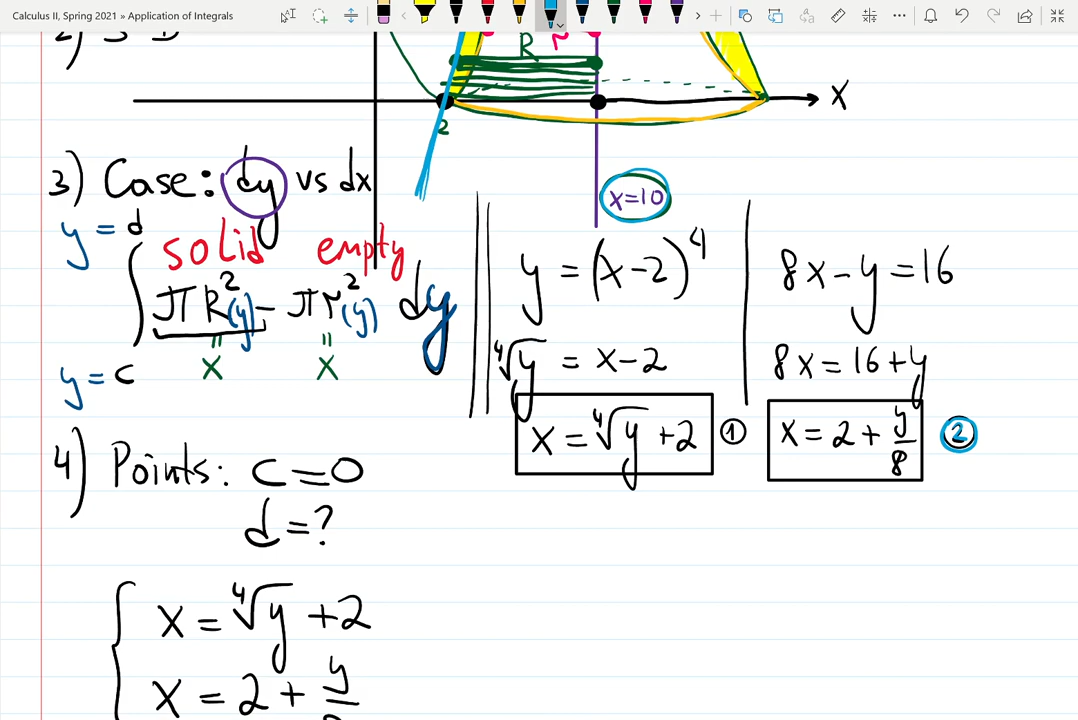 Calculus II, Spring 2021 » Application of Integrals
R r
X
2
3) Case: dy vs dx
x=10
y = d
solid empty
∫ πR²(y) - πr²(y) dy
= =
x x
y = c
y = (x-2)⁴
⁴√y = x-2
x = ⁴√y +2 ①
8x-y=16
8x=16+y
x = 2 + y/8 ②
4) Points: c=0
d=?
x = ⁴√y +2
x = 2 + y